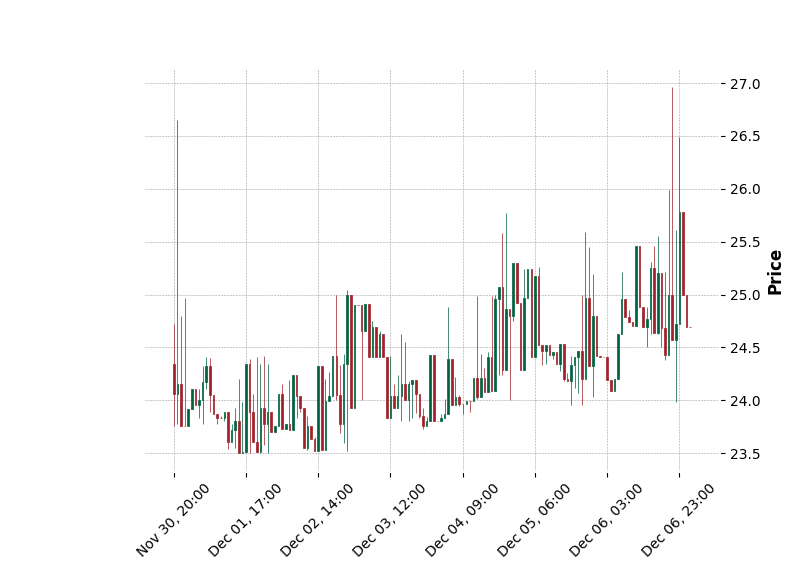 27.0
26.5
26.0
25.5
25.0
24.5
24.0
23.5
Price
Nov 30, 20:00
Dec 01, 17:00
Dec 02, 14:00
Dec 03, 12:00
Dec 04, 09:00
Dec 05, 06:00
Dec 06, 03:00
Dec 06, 23:00